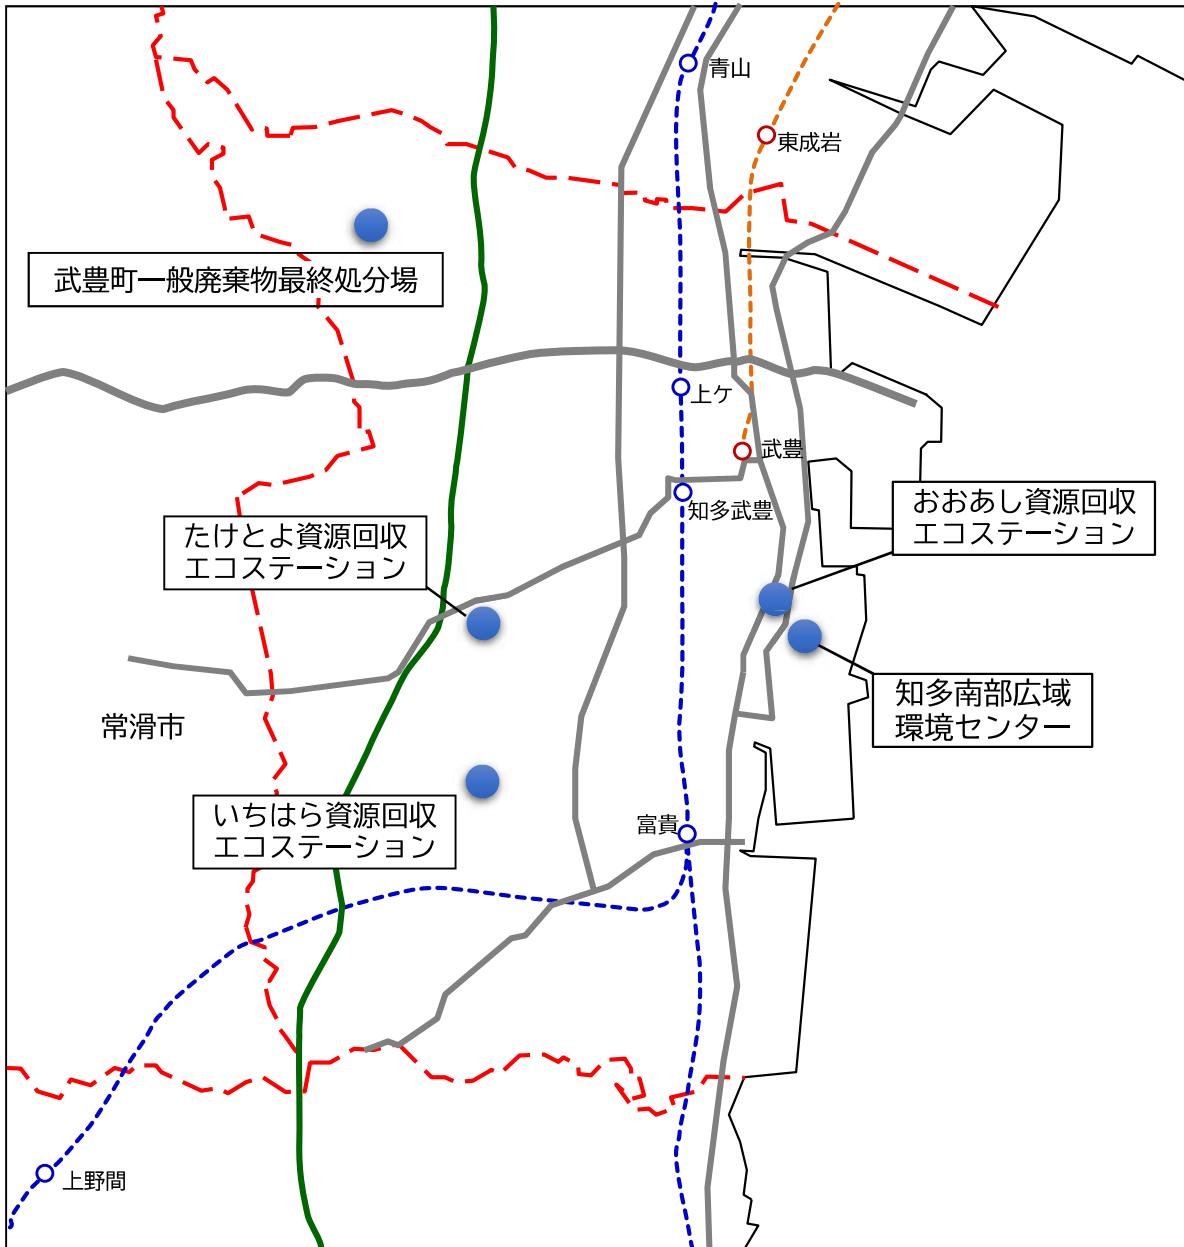 青山
東成岩
武豊町一般廃棄物最終処分場
上ケ
武豊
知多武豊
おおあし資源回収
エコステーション
たけとよ資源回収
エコステーション
知多南部広域
環境センター
常滑市
いちはら資源回収
エコステーション
富貴
上野間